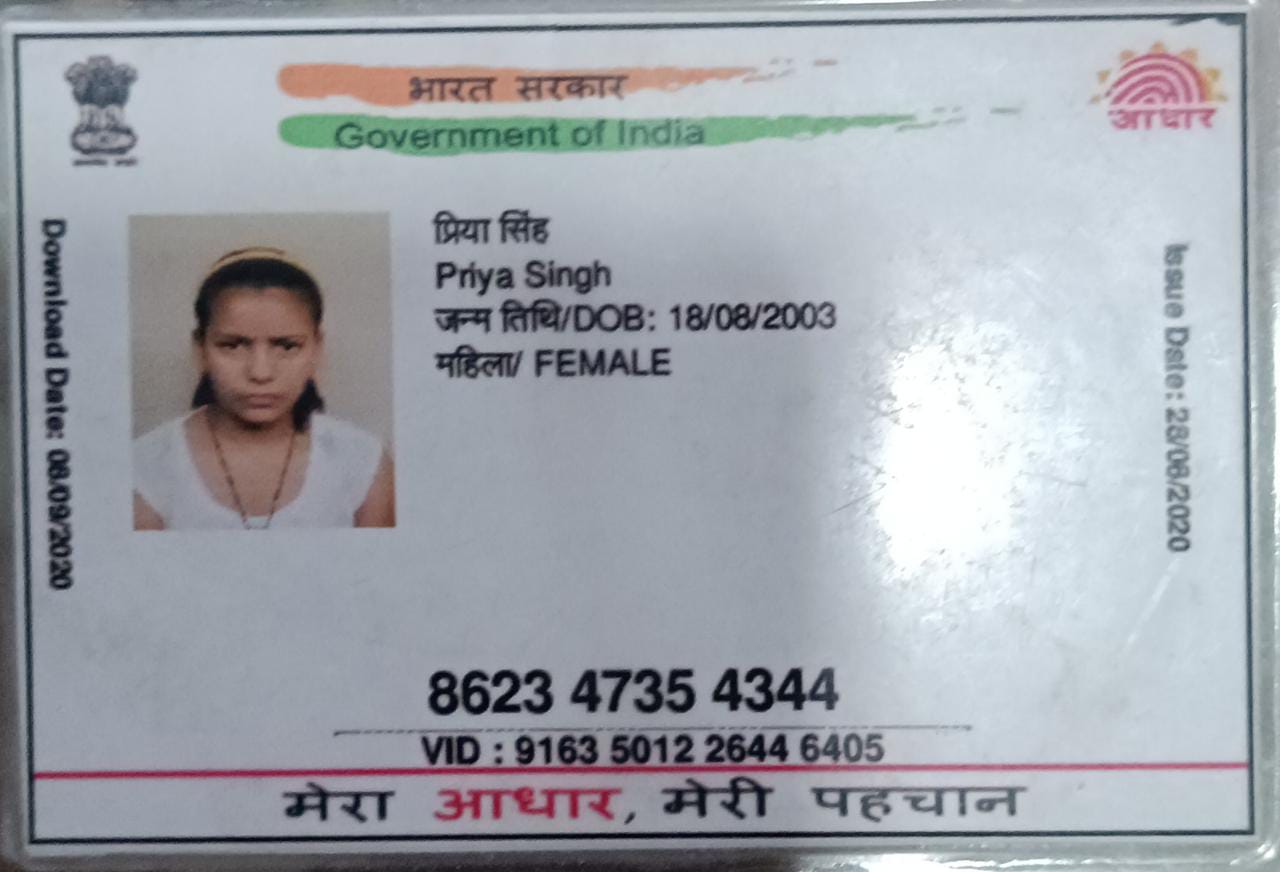 भारत सरकार
Government of India
आधार
Download Date: 08/09/2020
प्रिया सिंह
Priya Singh
जन्म तिथि/DOB: 18/08/2003
महिला/ FEMALE
Issue Date: 28/08/2020
8623 4735 4344
VID : 9163 5012 2644 6405
मेरा आधार, मेरी पहचान